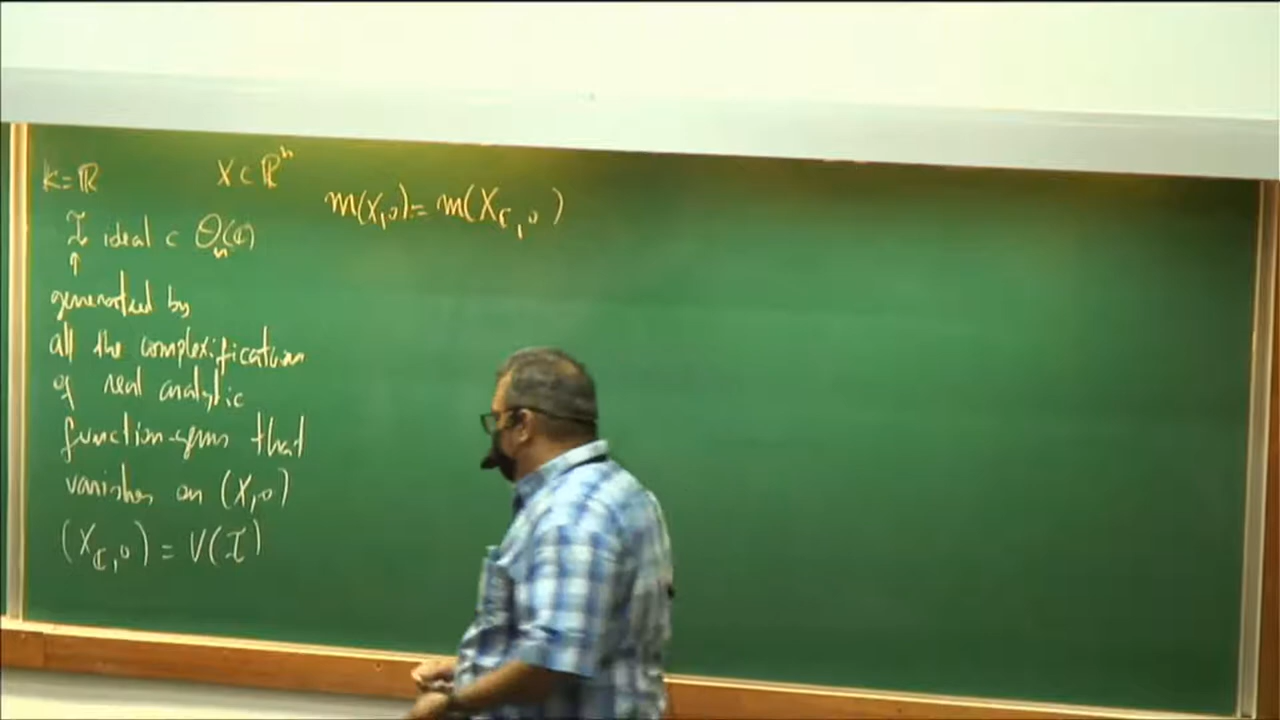 k = ℝ X ⊂ ℝⁿ
m(X,0) = m(X_ℂ,0)
I ideal ⊂ O_n(ℂ)
↑
generated by
all the complexification
of real analytic
function-germs that
vanishes on (X,0)
(X_ℂ,0) = V(I)